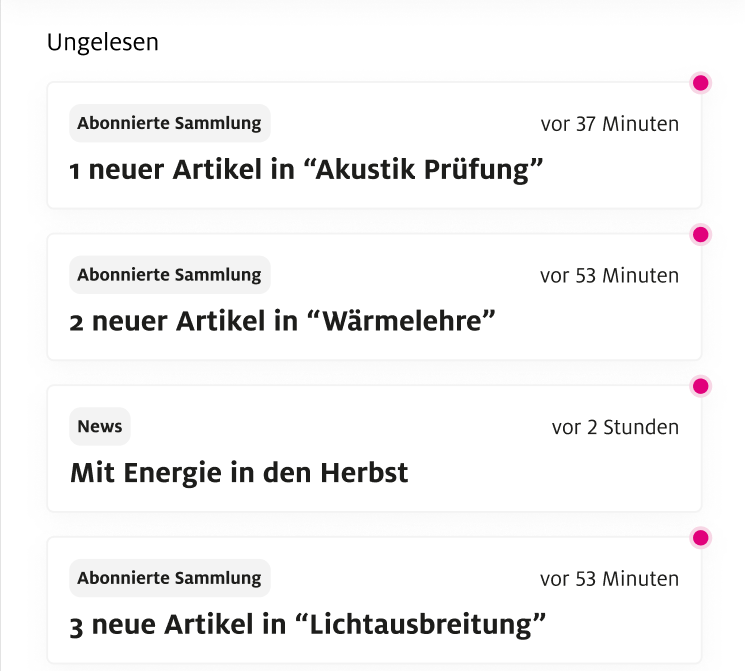 Ungelesen
Abonnierte Sammlung
vor 37 Minuten
1 neuer Artikel in “Akustik Prüfung”
Abonnierte Sammlung
vor 53 Minuten
2 neuer Artikel in “Wärmelehre”
News
vor 2 Stunden
Mit Energie in den Herbst
Abonnierte Sammlung
vor 53 Minuten
3 neue Artikel in “Lichtausbreitung”